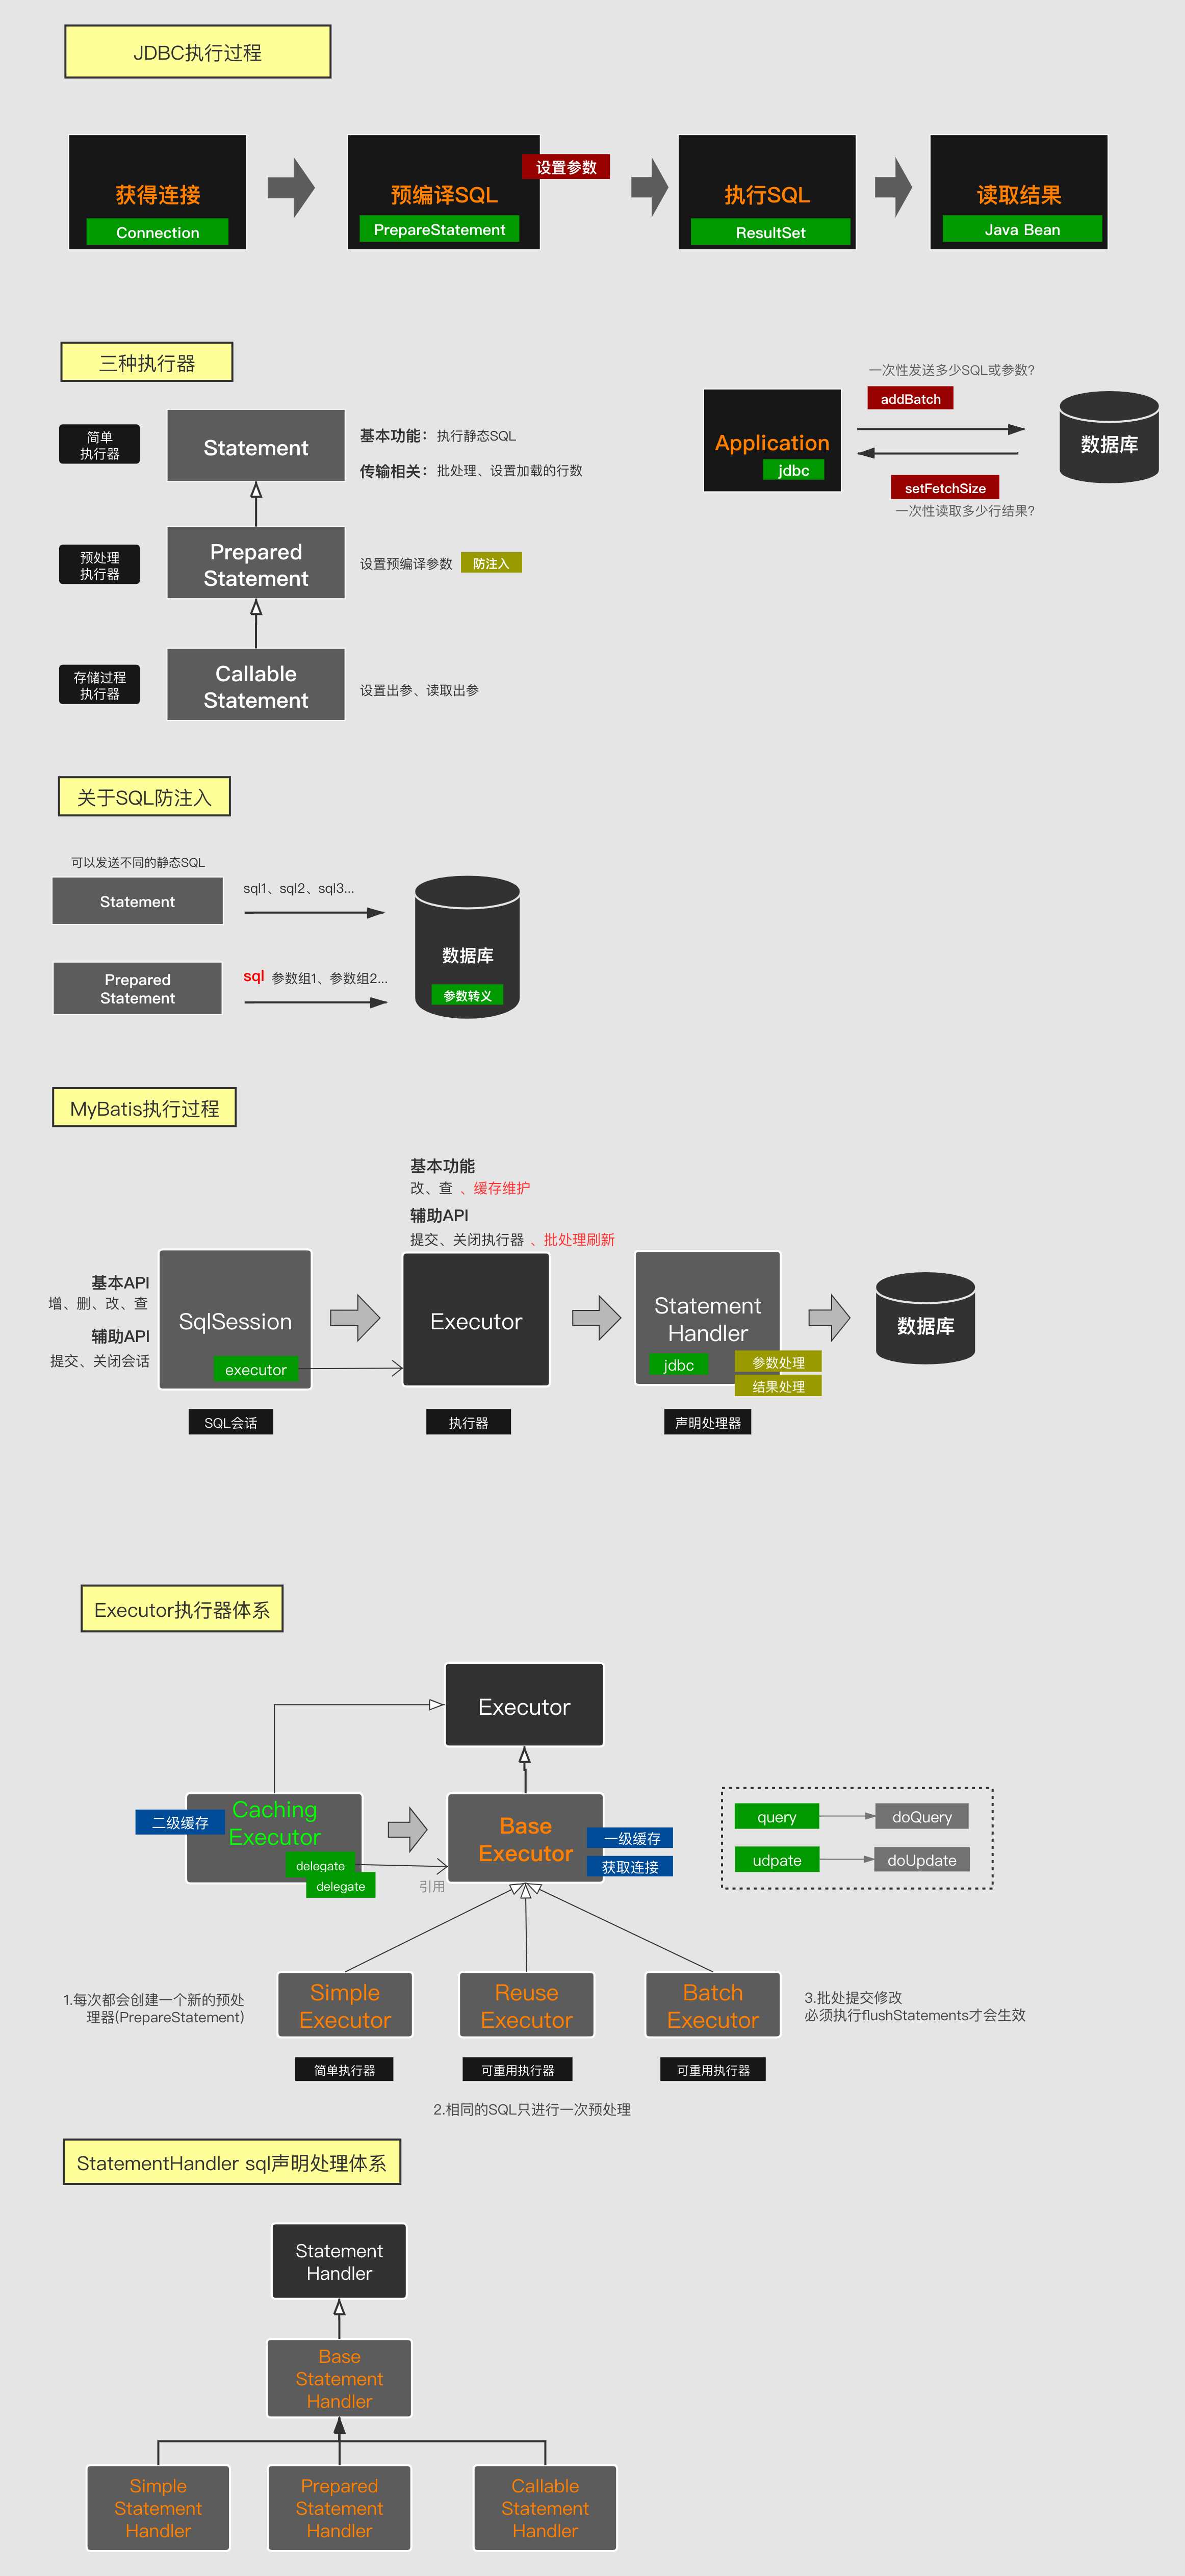 JDBC执行过程
获得连接
Connection
预编译SQL
PrepareStatement
设置参数
执行SQL
ResultSet
读取结果
Java Bean
三种执行器
简单
执行器
Statement
基本功能：执行静态SQL
传输相关：批处理、设置加载的行数
预处理
执行器
Prepared
Statement
设置预编译参数
防注入
存储过程
执行器
Callable
Statement
设置出参、读取出参
一次性发送多少SQL或参数?
addBatch
Application
jdbc
数据库
setFetchSize
一次性读取多少行结果?
关于SQL防注入
可以发送不同的静态SQL
Statement
sql1、sql2、sql3...
Prepared
Statement
sql 参数组1、参数组2...
数据库
参数转义
MyBatis执行过程
基本功能
改、查 、缓存维护
辅助API
提交、关闭执行器 、批处理刷新
基本API
增、删、改、查
辅助API
提交、关闭会话
SqlSession
executor
SQL会话
Executor
执行器
Statement
Handler
jdbc
参数处理
结果处理
声明处理器
数据库
Executor执行器体系
Executor
二级缓存
Caching
Executor
delegate
delegate
引用
Base
Executor
一级缓存
获取连接
query
doQuery
udpate
doUpdate
1.每次都会创建一个新的预处
理器(PrepareStatement)
Simple
Executor
简单执行器
Reuse
Executor
可重用执行器
Batch
Executor
可重用执行器
3.批处提交修改
必须执行flushStatements才会生效
2.相同的SQL只进行一次预处理
StatementHandler sql声明处理体系
Statement
Handler
Base
Statement
Handler
Simple
Statement
Handler
Prepared
Statement
Handler
Callable
Statement
Handler